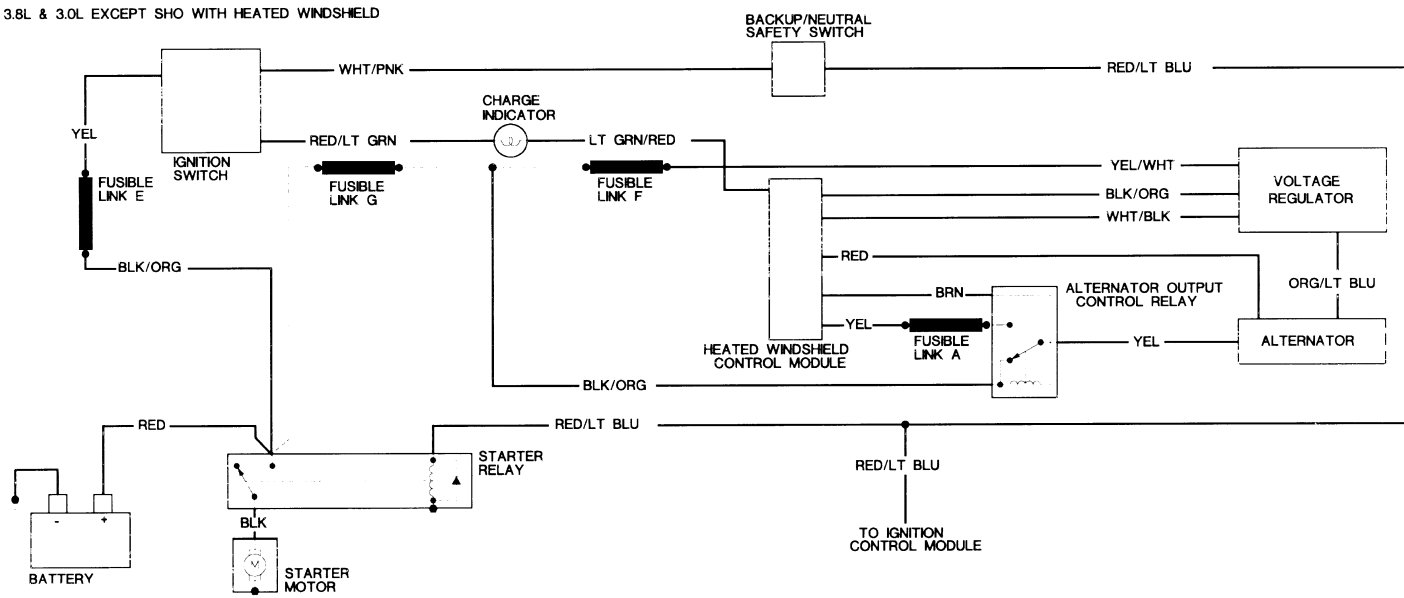 3.8L & 3.0L EXCEPT SHO WITH HEATED WINDSHIELD
BACKUP/NEUTRAL
SAFETY SWITCH
WHT/PNK
RED/LT BLU
CHARGE
INDICATOR
YEL
RED/LT GRN
LT GRN/RED
IGNITION
SWITCH
FUSIBLE
LINK E
FUSIBLE
LINK G
FUSIBLE
LINK F
YEL/WHT
BLK/ORG
WHT/BLK
VOLTAGE
REGULATOR
BLK/ORG
RED
BRN
ALTERNATOR OUTPUT
CONTROL RELAY
ORG/LT BLU
YEL
FUSIBLE
LINK A
YEL
ALTERNATOR
HEATED WINDSHIELD
CONTROL MODULE
BLK/ORG
RED
RED/LT BLU
STARTER
RELAY
RED/LT BLU
- +
BLK
TO IGNITION
CONTROL MODULE
M
BATTERY
STARTER
MOTOR